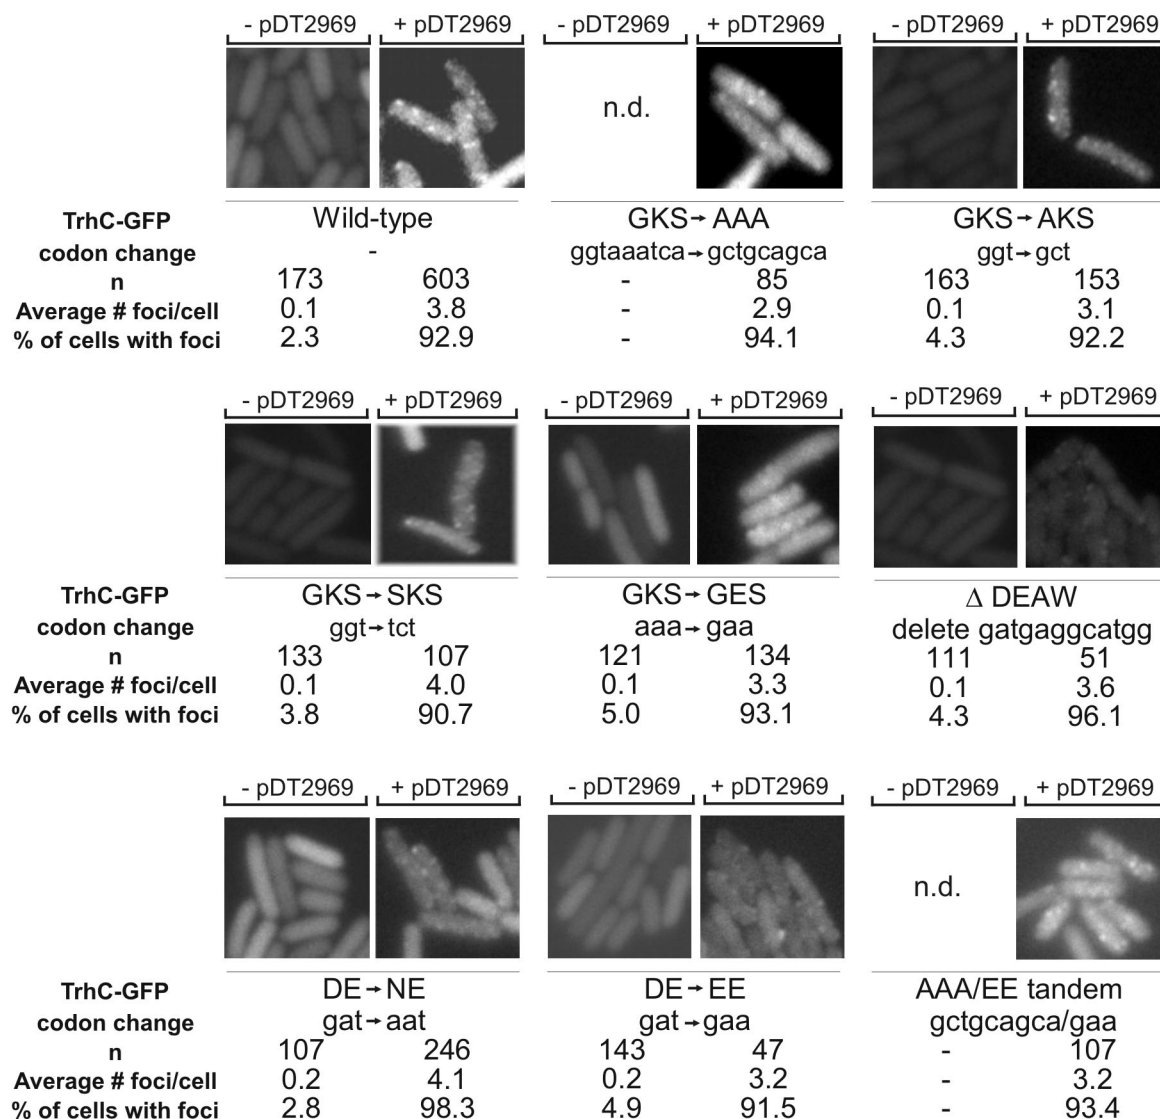 - pDT2969 + pDT2969 - pDT2969 + pDT2969 - pDT2969 + pDT2969
n.d.
TrhC-GFP Wild-type GKS→AAA GKS→AKS
codon change - ggtaaatca→gctgcagca ggt→gct
n 173 603 - 85 163 153
Average # foci/cell 0.1 3.8 - 2.9 0.1 3.1
% of cells with foci 2.3 92.9 - 94.1 4.3 92.2
- pDT2969 + pDT2969 - pDT2969 + pDT2969 - pDT2969 + pDT2969
TrhC-GFP GKS→SKS GKS→GES Δ DEAW
codon change ggt→tct aaa→gaa delete gatgaggcatgg
n 133 107 121 134 111 51
Average # foci/cell 0.1 4.0 0.1 3.3 0.1 3.6
% of cells with foci 3.8 90.7 5.0 93.1 4.3 96.1
- pDT2969 + pDT2969 - pDT2969 + pDT2969 - pDT2969 + pDT2969
n.d.
TrhC-GFP DE→NE DE→EE AAA/EE tandem
codon change gat→aat gat→gaa gctgcagca/gaa
n 107 246 143 47 - 107
Average # foci/cell 0.2 4.1 0.2 3.2 - 3.2
% of cells with foci 2.8 98.3 4.9 91.5 - 93.4